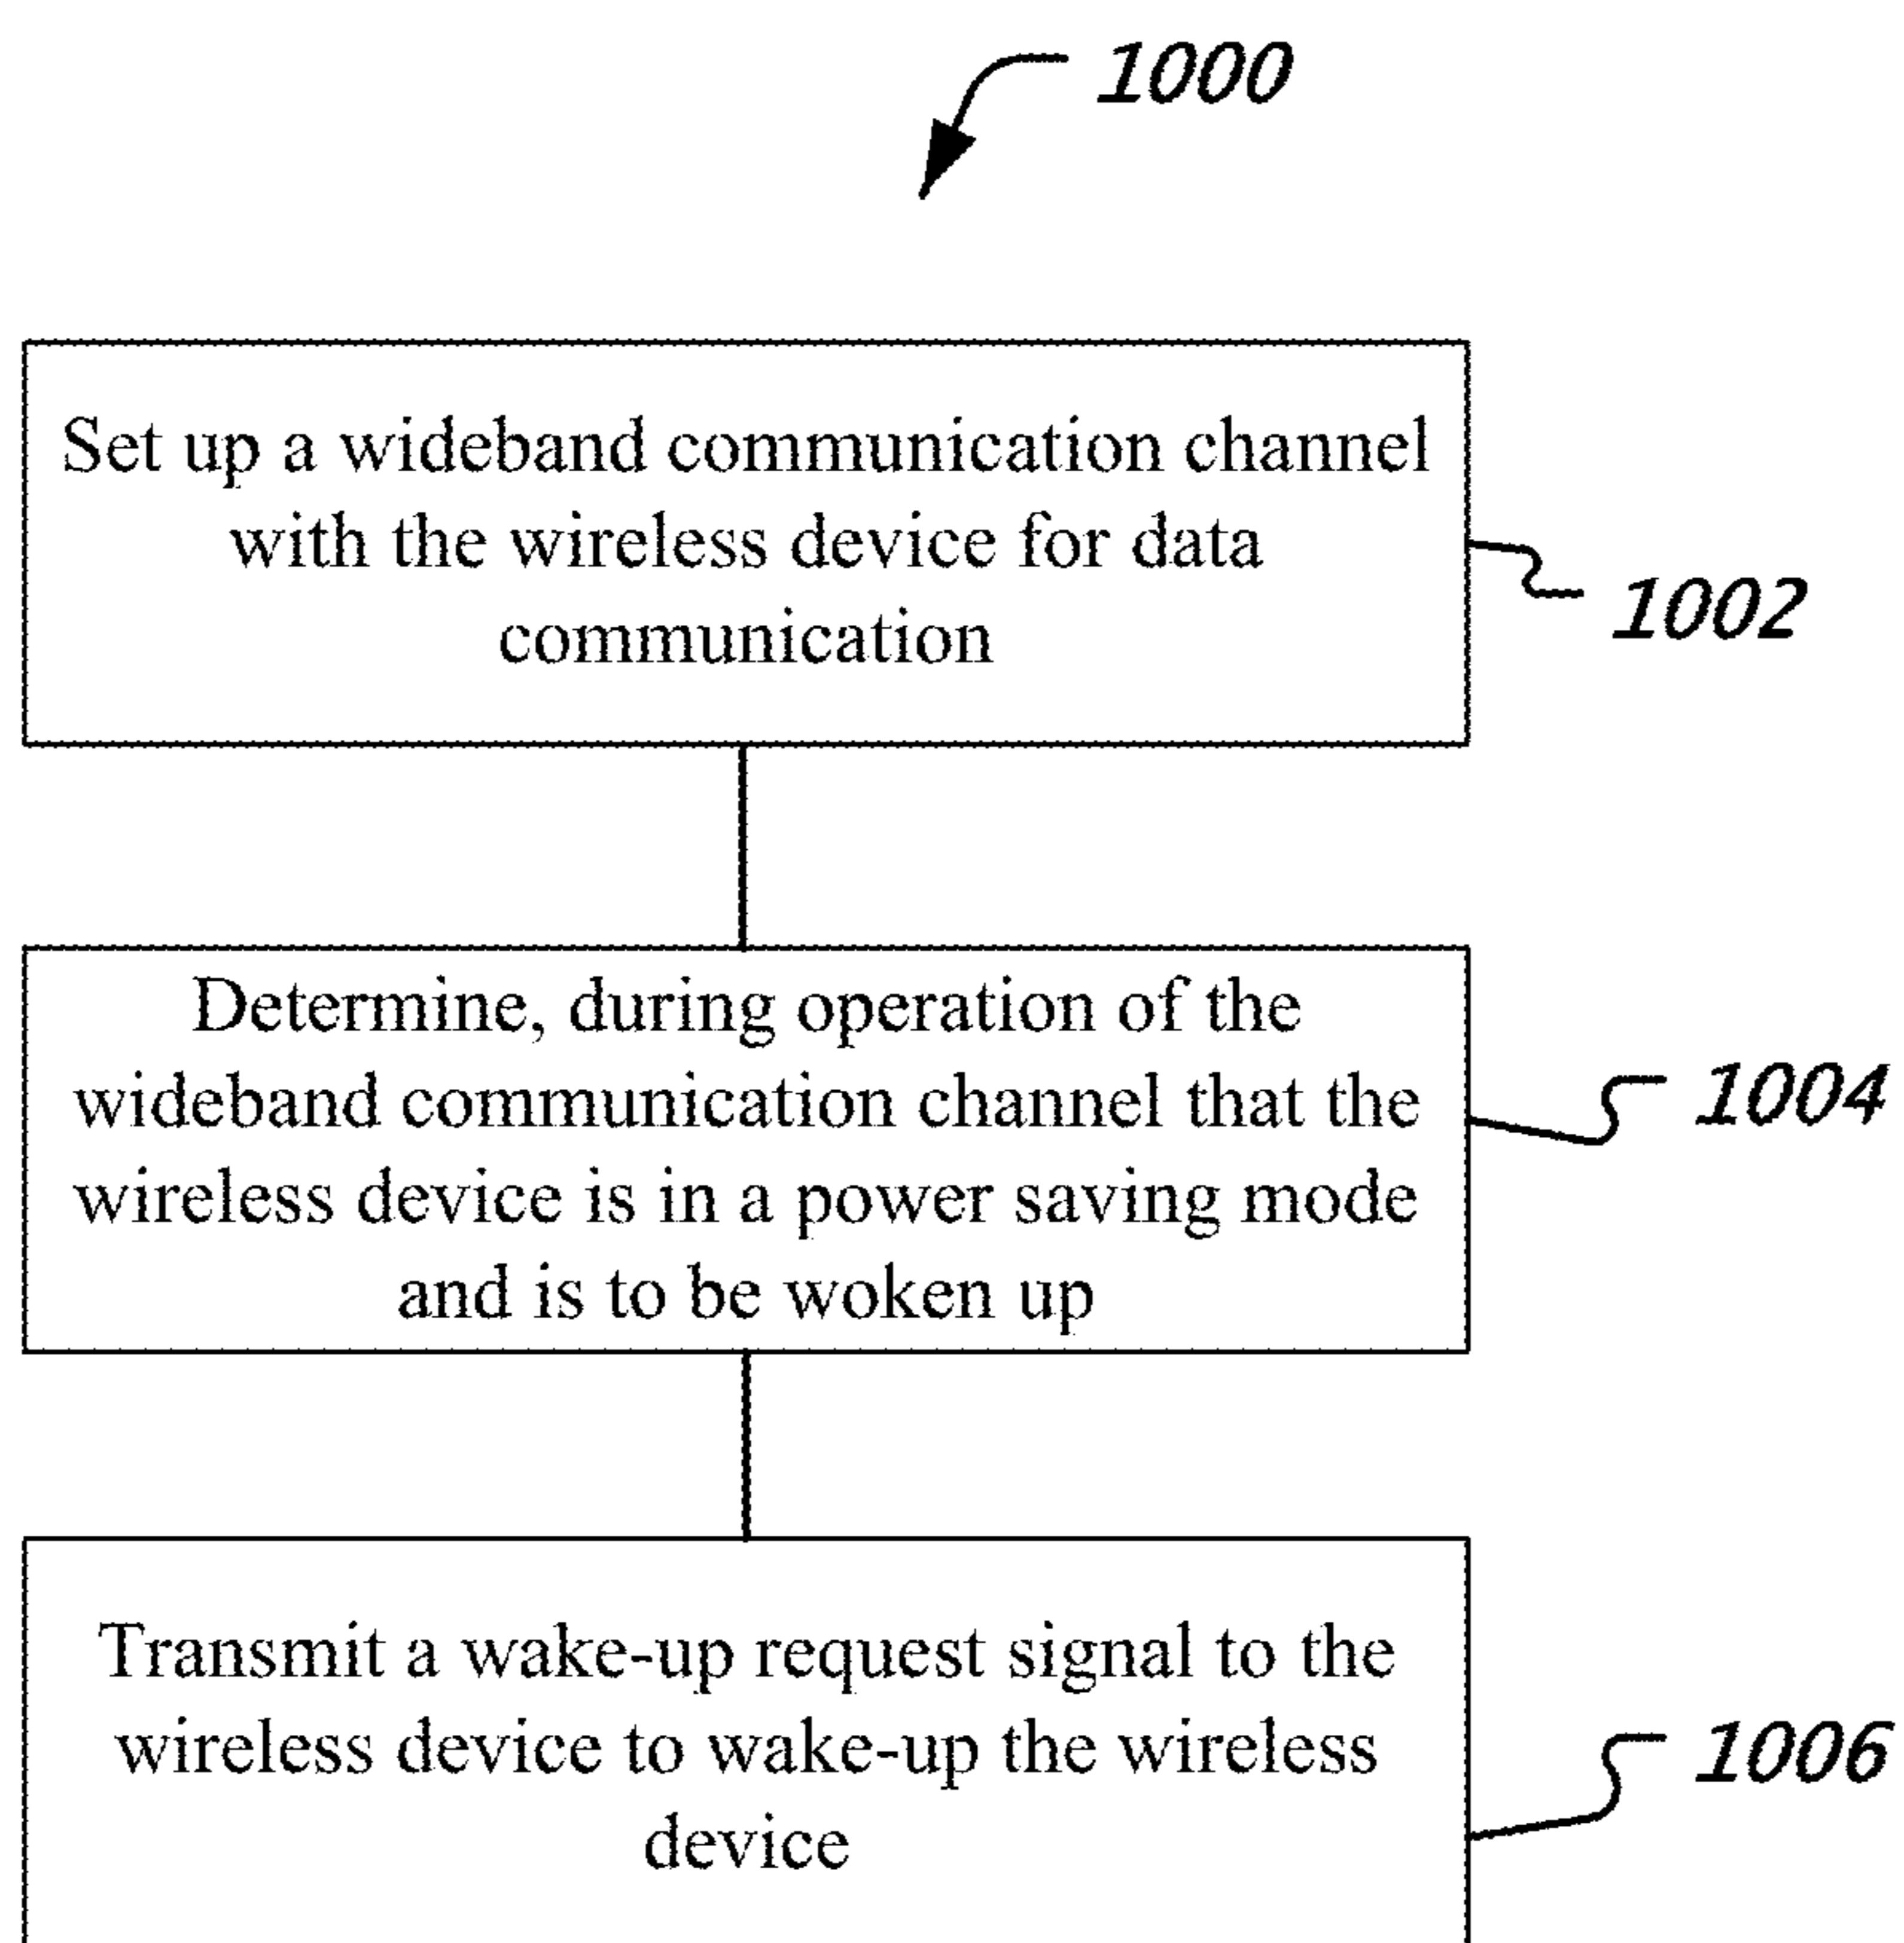 1000
Set up a wideband communication channel
with the wireless device for data
communication
1002
Determine, during operation of the
wideband communication channel that the
wireless device is in a power saving mode
and is to be woken up
1004
Transmit a wake-up request signal to the
wireless device to wake-up the wireless
device
1006